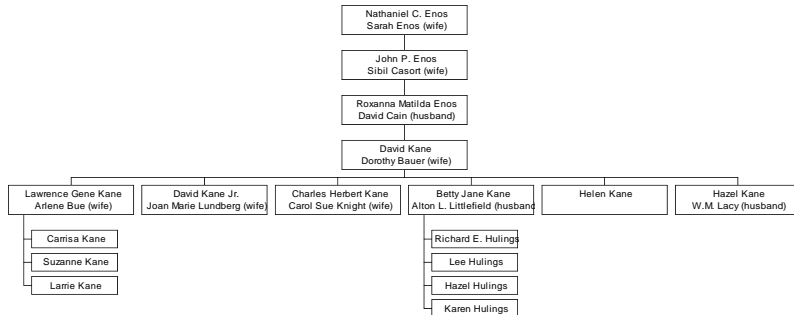 Nathaniel C. Enos
Sarah Enos (wife)
John P. Enos
Sibil Casort (wife)
Roxanna Matilda Enos
David Cain (husband)
David Kane
Dorothy Bauer (wife)
Lawrence Gene Kane
Arlene Bue (wife)
David Kane Jr.
Joan Marie Lundberg (wife)
Charles Herbert Kane
Carol Sue Knight (wife)
Betty Jane Kane
Alton L. Littlefield (husband
Helen Kane
Hazel Kane
W.M. Lacy (husband)
Carrisa Kane
Suzanne Kane
Larrie Kane
Richard E. Hulings
Lee Hulings
Hazel Hulings
Karen Hulings